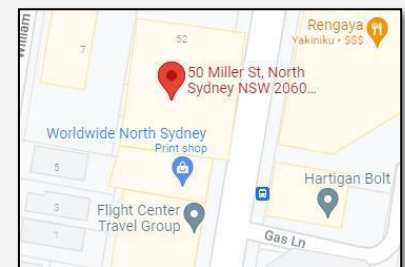 William
7
52
Rengaya
Yakiniku • $$$
50 Miller St, North
Sydney NSW 2060...
Worldwide North Sydney
Print shop
5
Hartigan Bolt
3
Flight Center
Travel Group
1
Gas Ln